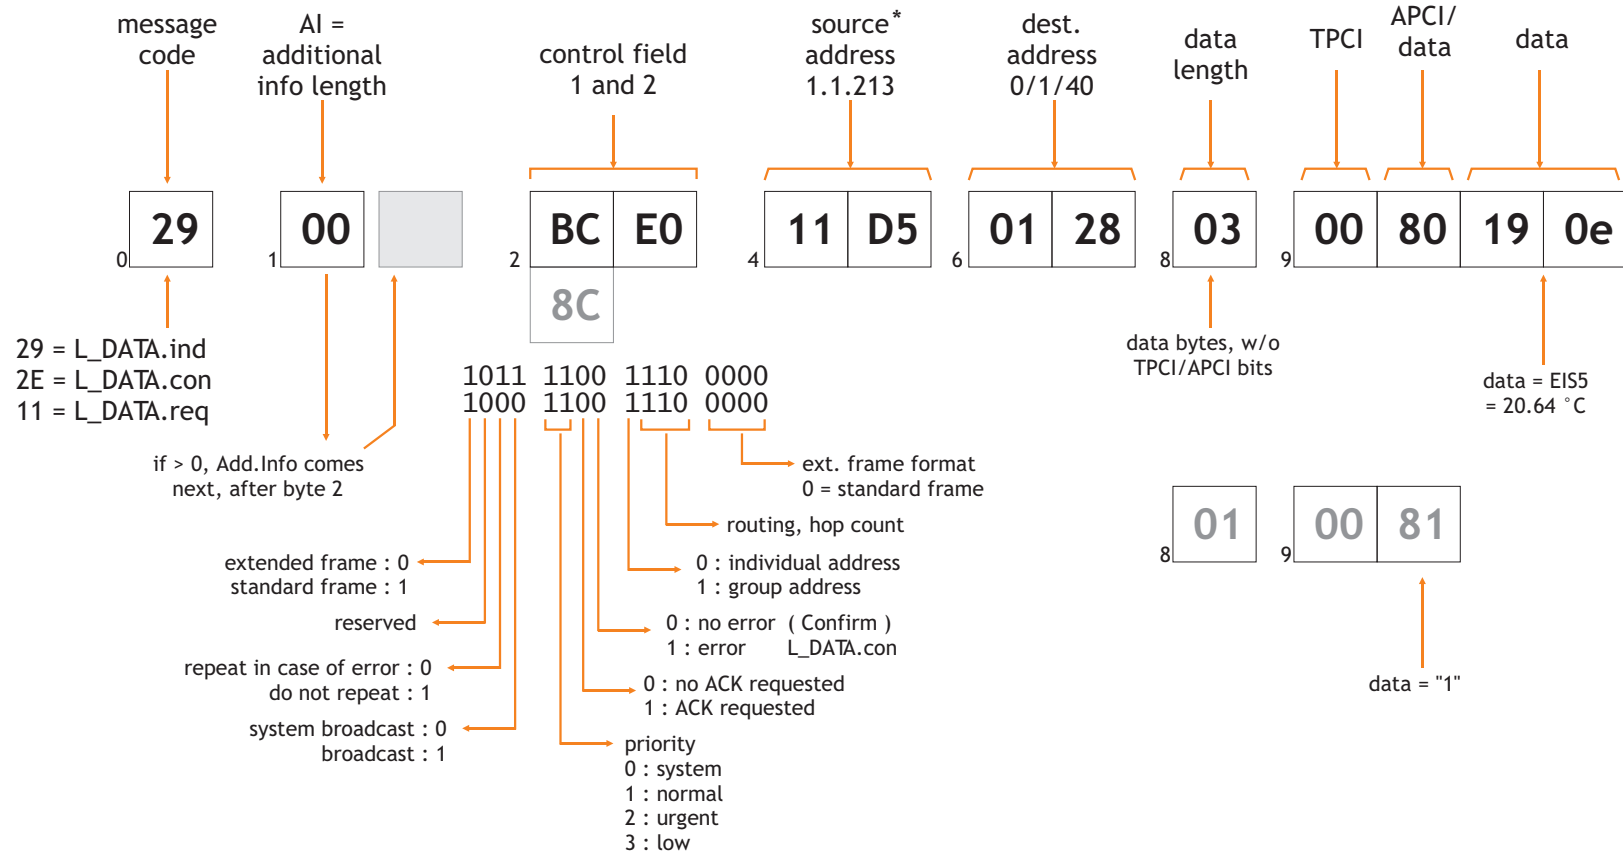 message
code
AI =
additional
info length
control field
1 and 2
source*
address
1.1.213
dest.
address
0/1/40
data
length
TPCI
APCI/
data
data
0 29
1 00
2 BC E0
4 11 D5
6 01 28
8 03
9 00 80 19 0e
8C
29 = L_DATA.ind
2E = L_DATA.con
11 = L_DATA.req
data bytes, w/o
TPCI/APCI bits
data = EIS5
= 20.64 °C
1011 1100 1110 0000
1000 1100 1110 0000
if > 0, Add.Info comes
next, after byte 2
ext. frame format
0 = standard frame
routing, hop count
8 01
9 00 81
extended frame : 0
standard frame : 1
0 : individual address
1 : group address
reserved
0 : no error ( Confirm )
1 : error L_DATA.con
repeat in case of error : 0
do not repeat : 1
0 : no ACK requested
1 : ACK requested
data = "1"
system broadcast : 0
broadcast : 1
priority
0 : system
1 : normal
2 : urgent
3 : low